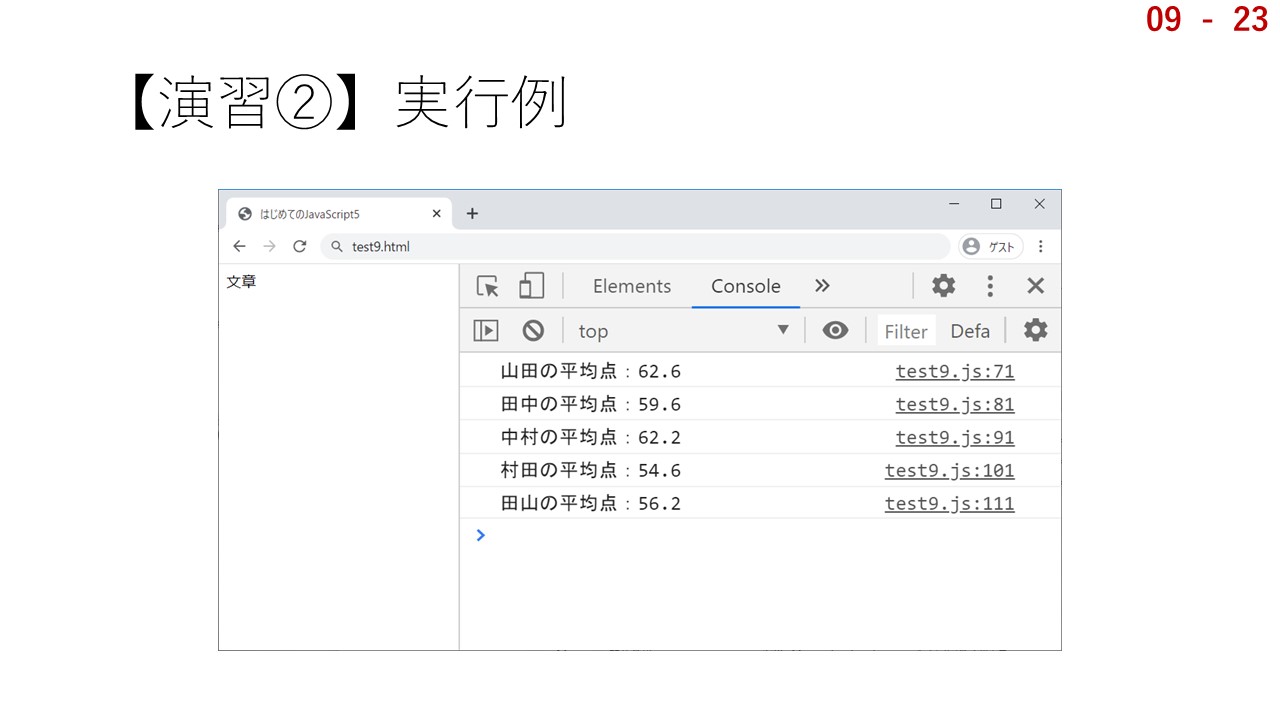 09 - 23
【演習②】実行例
はじめてのJavaScript5
test9.html
ゲスト
文章
Elements Console
top Filter Defa
山田の平均点：62.6 test9.js:71
田中の平均点：59.6 test9.js:81
中村の平均点：62.2 test9.js:91
村田の平均点：54.6 test9.js:101
田山の平均点：56.2 test9.js:111